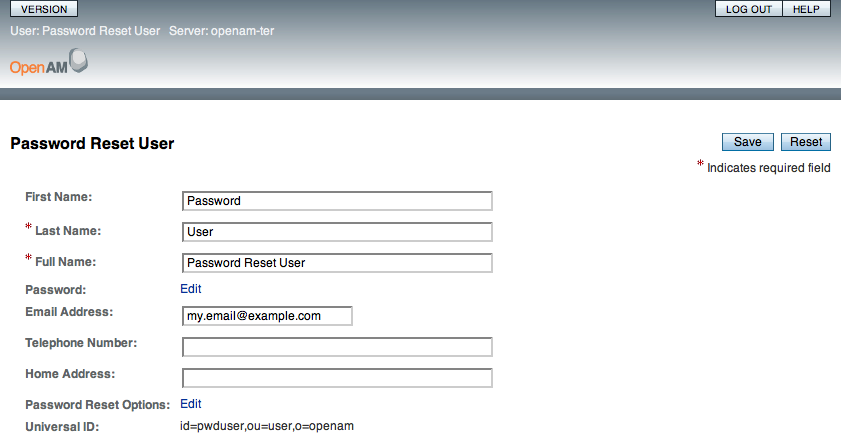 VERSION LOG OUT HELP
User: Password Reset User Server: openam-ter
OpenAM
Password Reset User Save Reset
* Indicates required field
First Name: Password
* Last Name: User
* Full Name: Password Reset User
Password: Edit
Email Address: my.email@example.com
Telephone Number:
Home Address:
Password Reset Options: Edit
Universal ID: id=pwduser,ou=user,o=openam